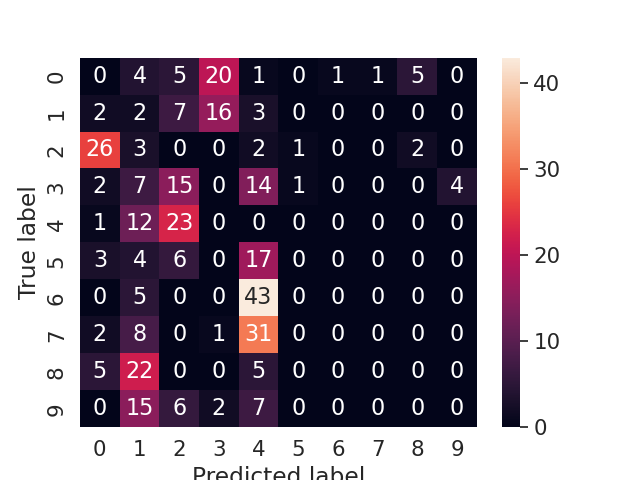 0 0 4 5 20 1 0 1 1 5 0
1 2 2 7 16 3 0 0 0 0 0
2 26 3 0 0 2 1 0 0 2 0
3 2 7 15 0 14 1 0 0 0 4
4 1 12 23 0 0 0 0 0 0 0
5 3 4 6 0 17 0 0 0 0 0
6 0 5 0 0 43 0 0 0 0 0
7 2 8 0 1 31 0 0 0 0 0
8 5 22 0 0 5 0 0 0 0 0
9 0 15 6 2 7 0 0 0 0 0
0 1 2 3 4 5 6 7 8 9
True label
Predicted label
40
30
20
10
0